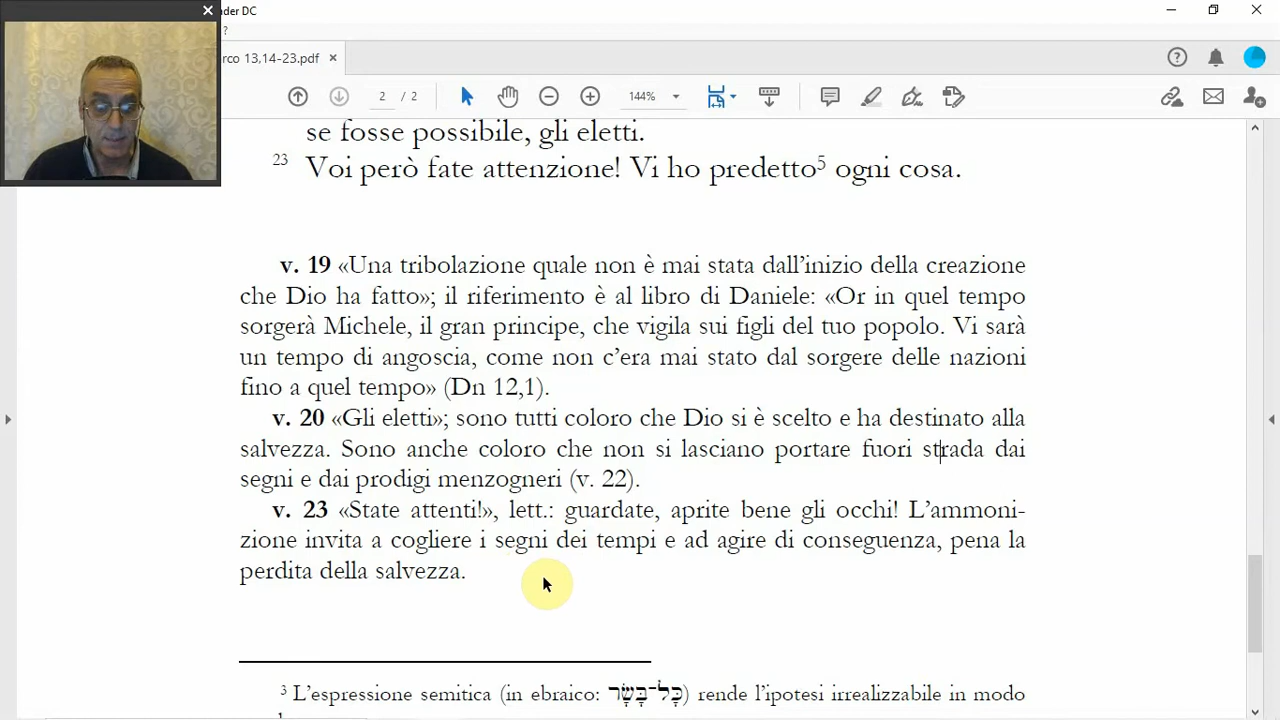 der DC
?
rco 13,14-23.pdf
2 / 2
144%
se fosse possibile, gli eletti.
23 Voi però fate attenzione! Vi ho predetto5 ogni cosa.
v. 19 «Una tribolazione quale non è mai stata dall'inizio della creazione
che Dio ha fatto»; il riferimento è al libro di Daniele: «Or in quel tempo
sorgerà Michele, il gran principe, che vigila sui figli del tuo popolo. Vi sarà
un tempo di angoscia, come non c'era mai stato dal sorgere delle nazioni
fino a quel tempo» (Dn 12,1).
v. 20 «Gli eletti»; sono tutti coloro che Dio si è scelto e ha destinato alla
salvezza. Sono anche coloro che non si lasciano portare fuori strada dai
segni e dai prodigi menzogneri (v. 22).
v. 23 «State attenti!», lett.: guardate, aprite bene gli occhi! L'ammoni-
zione invita a cogliere i segni dei tempi e ad agire di conseguenza, pena la
perdita della salvezza.
3 L'espressione semitica (in ebraico: כָּל־בָּשָׂר) rende l'ipotesi irrealizzabile in modo